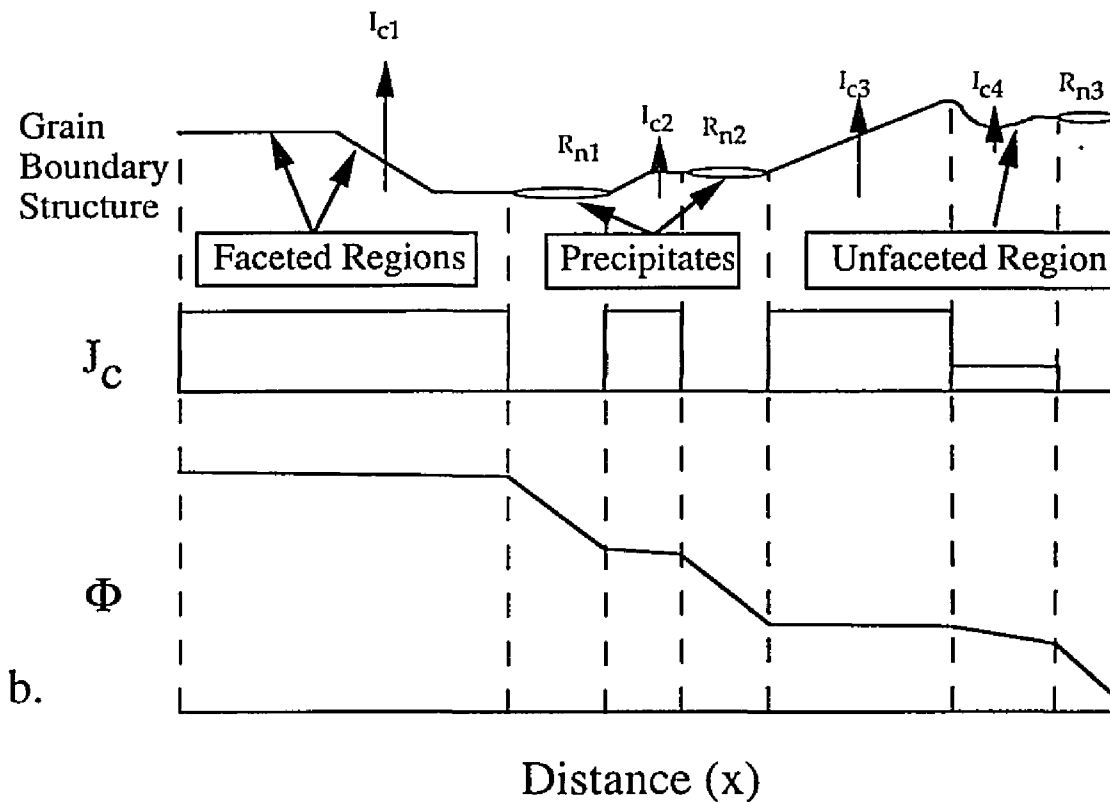 I_c1
Grain
Boundary
Structure
R_n1
I_c2
R_n2
I_c3
I_c4
R_n3
Faceted Regions
Precipitates
Unfaceted Region
J_c
Φ
b.
Distance (x)